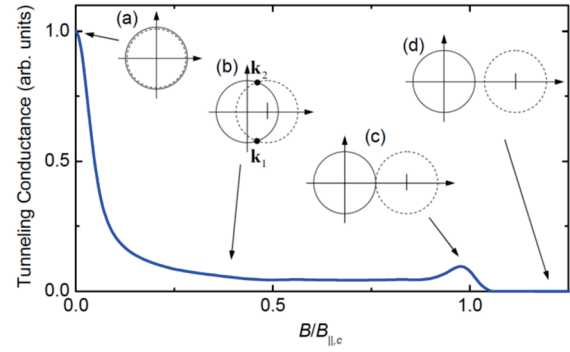 Tunneling Conductance (arb. units)
1.0
0.5
0.0
(a)
(b)
k₂
k₁
(c)
(d)
0.0
0.5
1.0
B/B||,c